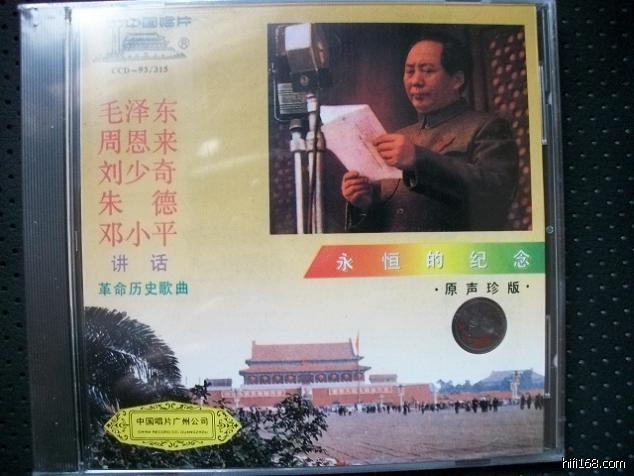 中国唱片
®
CCD-93/315
毛泽东
周恩来
刘少奇
朱德
邓小平
讲话
革命历史歌曲
永恒的纪念
·原声珍版·
中国唱片广州公司
CHINA RECORD CO. GUANGZHOU
hifi168.com